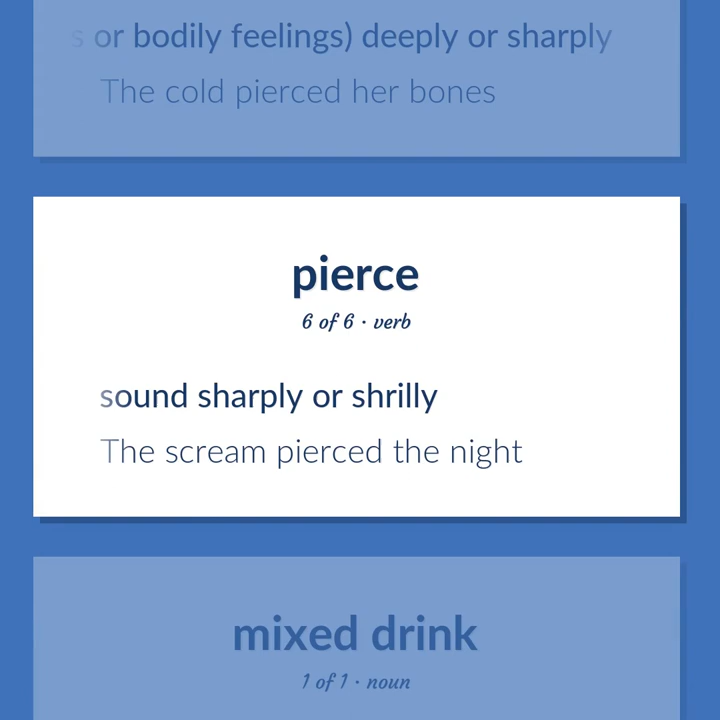 s or bodily feelings) deeply or sharply
The cold pierced her bones
pierce
6 of 6 · verb
sound sharply or shrilly
The scream pierced the night
mixed drink
1 of 1 · noun